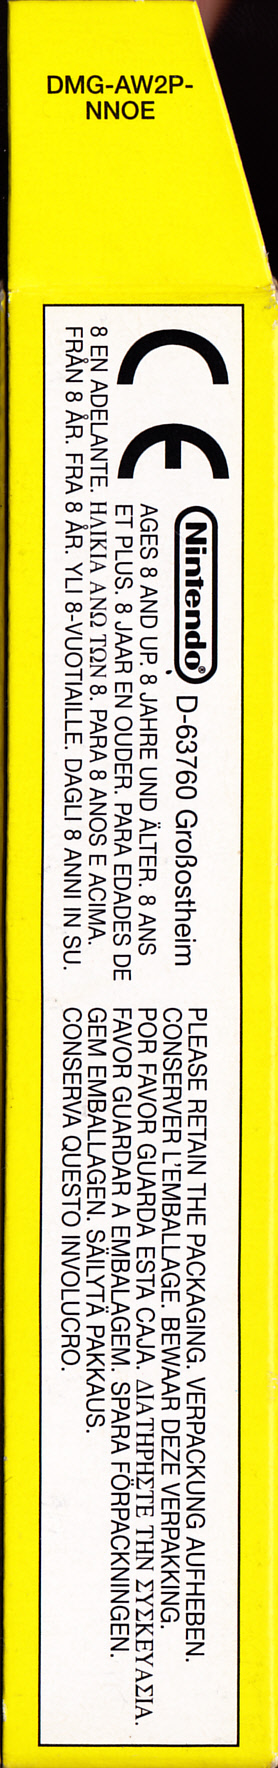 DMG-AW2P-
NNOE
CE
Nintendo® D-63760 Großostheim
AGES 8 AND UP. 8 JAHRE UND ÄLTER. 8 ANS
ET PLUS. 8 JAAR EN OUDER. PARA EDADES DE
8 EN ADELANTE. ΗΛΙΚΙΑ ΑΝΩ ΤΩΝ 8. PARA 8 ANOS E ACIMA.
FRÅN 8 ÅR. FRA 8 ÅR. YLI 8-VUOTIAILLE. DAGLI 8 ANNI IN SU.
PLEASE RETAIN THE PACKAGING. VERPACKUNG AUFHEBEN.
CONSERVER L'EMBALLAGE. BEWAAR DEZE VERPAKKING.
POR FAVOR GUARDA ESTA CAJA. ΔΙΑΤΗΡΗΣΤΕ ΤΗΝ ΣΥΣΚΕΥΑΣΙΑ.
FAVOR GUARDAR A EMBALAGEM. SPARA FÖRPACKNINGEN.
GEM EMBALLAGEN. SÄILYTÄ PAKKAUS.
CONSERVA QUESTO INVOLUCRO.